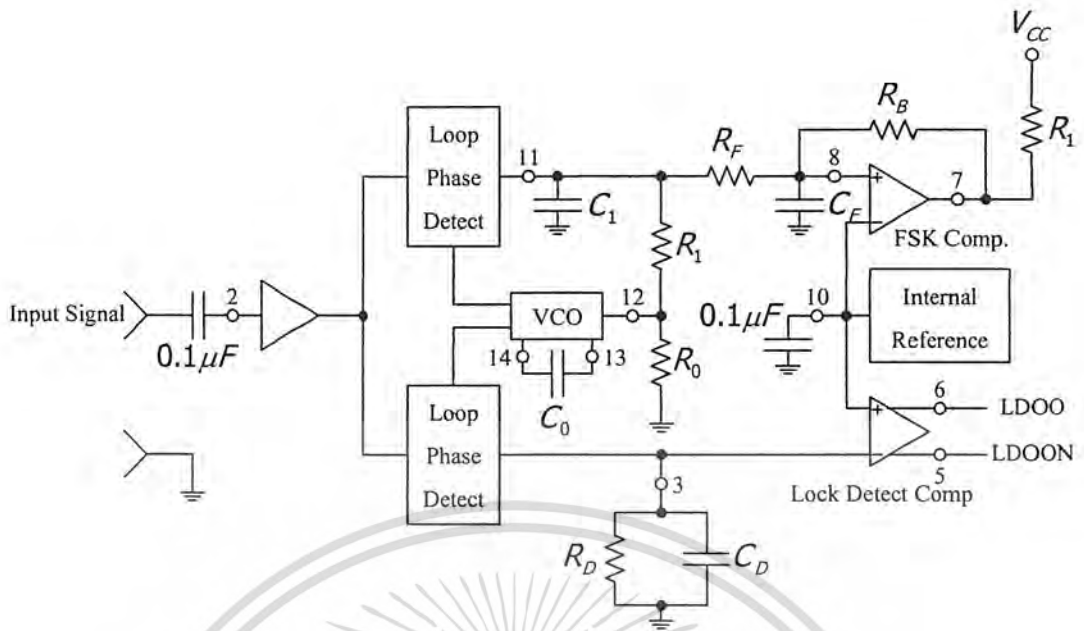 V_CC
R_B
R_1
Loop
Phase
Detect
11
R_F
8
7
C_1
C_F
FSK Comp.
R_1
Input Signal
2
0.1μF
VCO
12
14
13
C_0
R_0
0.1μF
10
Internal
Reference
Loop
Phase
Detect
6
LDOO
LDOON
5
3
Lock Detect Comp
R_D
C_D